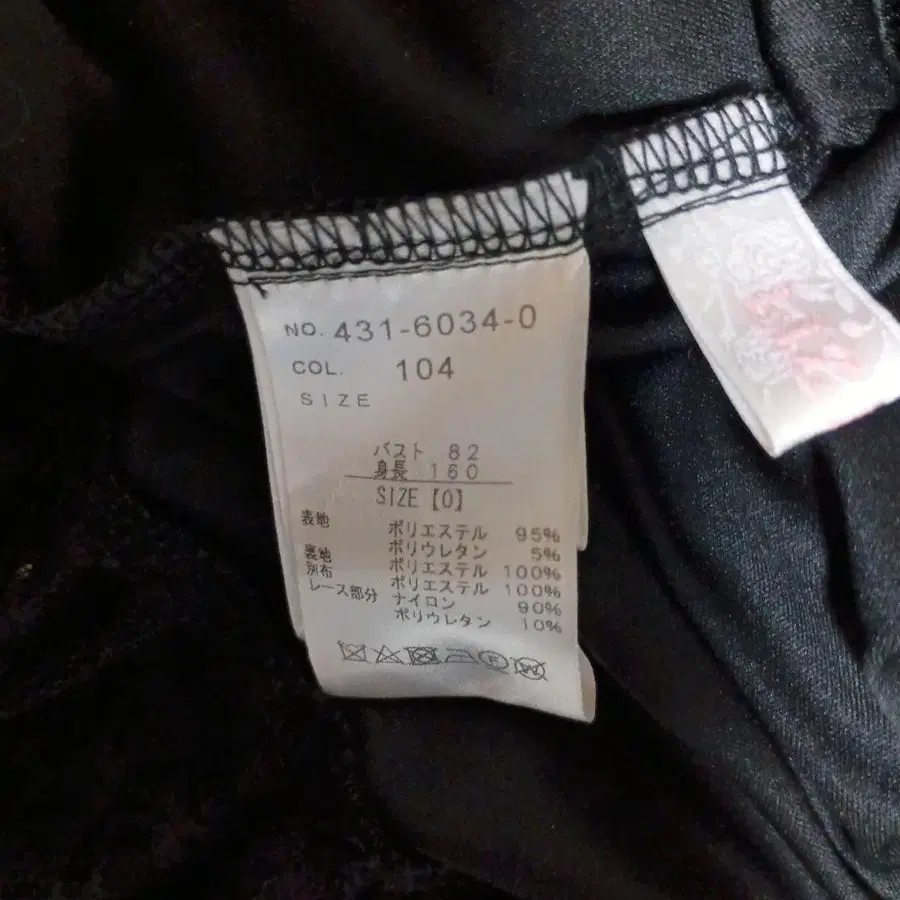 NO. 431-6034-0
COL. 104
SIZE
バスト 82
身長 160
SIZE【0】
表地 ポリエステル 95%
ポリウレタン 5%
裏地 ポリエステル 100%
別布 ポリエステル 100%
レース部分 ナイロン 90%
ポリウレタン 10%
F
W